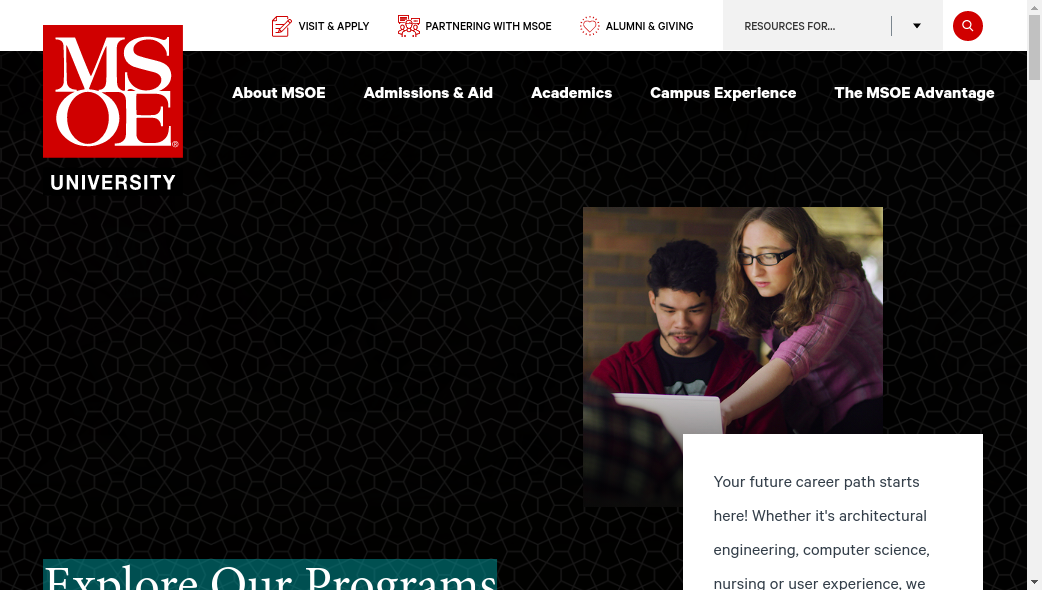 VISIT & APPLY
PARTNERING WITH MSOE
ALUMNI & GIVING
RESOURCES FOR...
MS
OE®
UNIVERSITY
About MSOE
Admissions & Aid
Academics
Campus Experience
The MSOE Advantage
Your future career path starts
here! Whether it's architectural
engineering, computer science,
nursing or user experience, we
Explore Our Programs